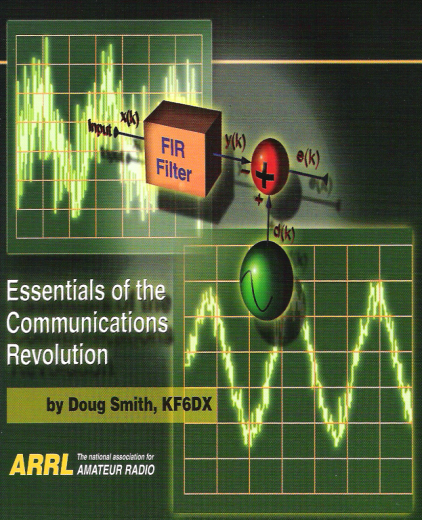 Input
x(k)
FIR
Filter
y(k)
−
+
e(k)
+
d(k)
Essentials of the
Communications
Revolution
by Doug Smith, KF6DX
ARRL The national association for
AMATEUR RADIO